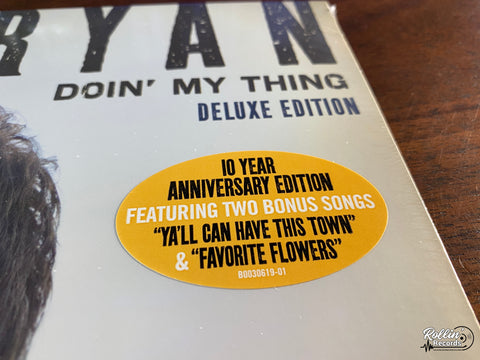 RYAN
DOIN' MY THING
DELUXE EDITION
10 YEAR
ANNIVERSARY EDITION
FEATURING TWO BONUS SONGS
"YA'LL CAN HAVE THIS TOWN"
& "FAVORITE FLOWERS"
B0030619-01
Rollin'
Records